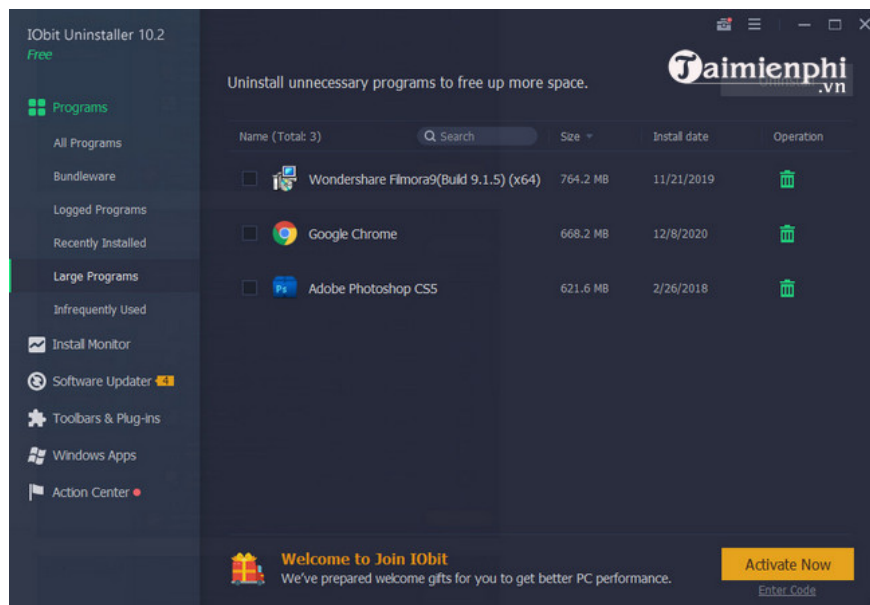 IObit Uninstaller 10.2
Free
Uninstall unnecessary programs to free up more space.
Taimienphi
.vn
Uninstall
Programs
All Programs
Bundleware
Logged Programs
Recently Installed
Large Programs
Infrequently Used
Install Monitor
Software Updater 4
Toolbars & Plug-ins
Windows Apps
Action Center
Name (Total: 3) Search Size Install date Operation
Wondershare Filmora9(Build 9.1.5) (x64) 764.2 MB 11/21/2019
Google Chrome 668.2 MB 12/8/2020
Ps Adobe Photoshop CS5 621.6 MB 2/26/2018
Welcome to Join IObit
We've prepared welcome gifts for you to get better PC performance.
Activate Now
Enter Code